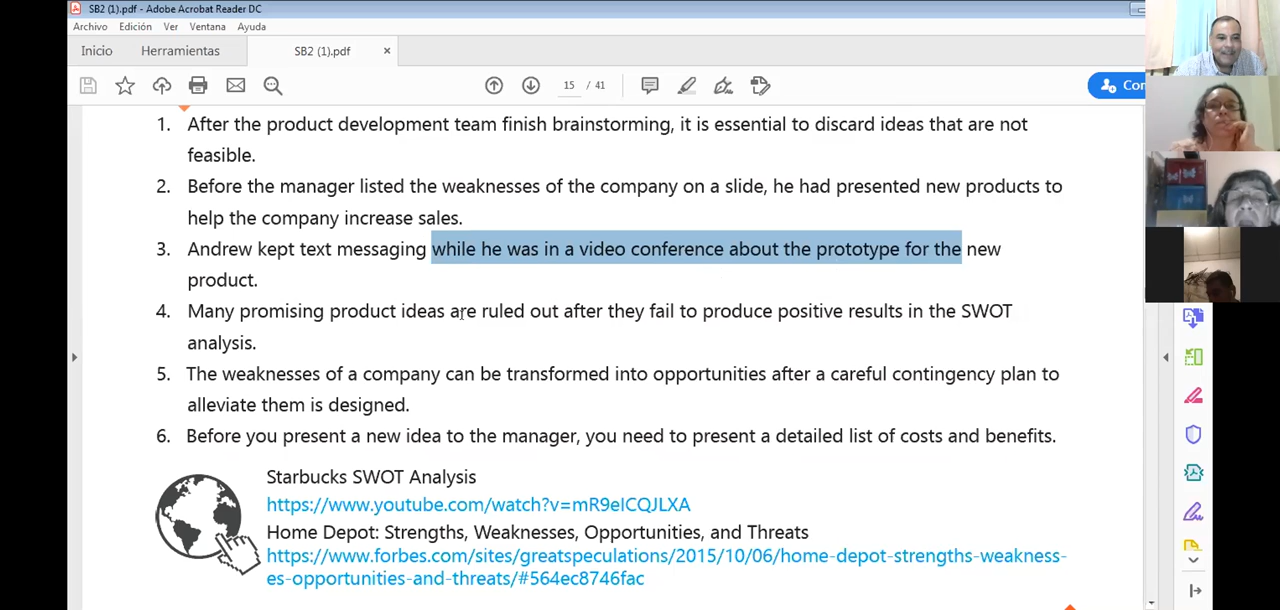 SB2 (1).pdf - Adobe Acrobat Reader DC
Archivo Edición Ver Ventana Ayuda
Inicio Herramientas SB2 (1).pdf ×
15 / 41
Con
1. After the product development team finish brainstorming, it is essential to discard ideas that are not
feasible.
2. Before the manager listed the weaknesses of the company on a slide, he had presented new products to
help the company increase sales.
3. Andrew kept text messaging while he was in a video conference about the prototype for the new
product.
4. Many promising product ideas are ruled out after they fail to produce positive results in the SWOT
analysis.
5. The weaknesses of a company can be transformed into opportunities after a careful contingency plan to
alleviate them is designed.
6. Before you present a new idea to the manager, you need to present a detailed list of costs and benefits.
Starbucks SWOT Analysis
https://www.youtube.com/watch?v=mR9eICQJLXA
Home Depot: Strengths, Weaknesses, Opportunities, and Threats
https://www.forbes.com/sites/greatspeculations/2015/10/06/home-depot-strengths-weakness-
es-opportunities-and-threats/#564ec8746fac